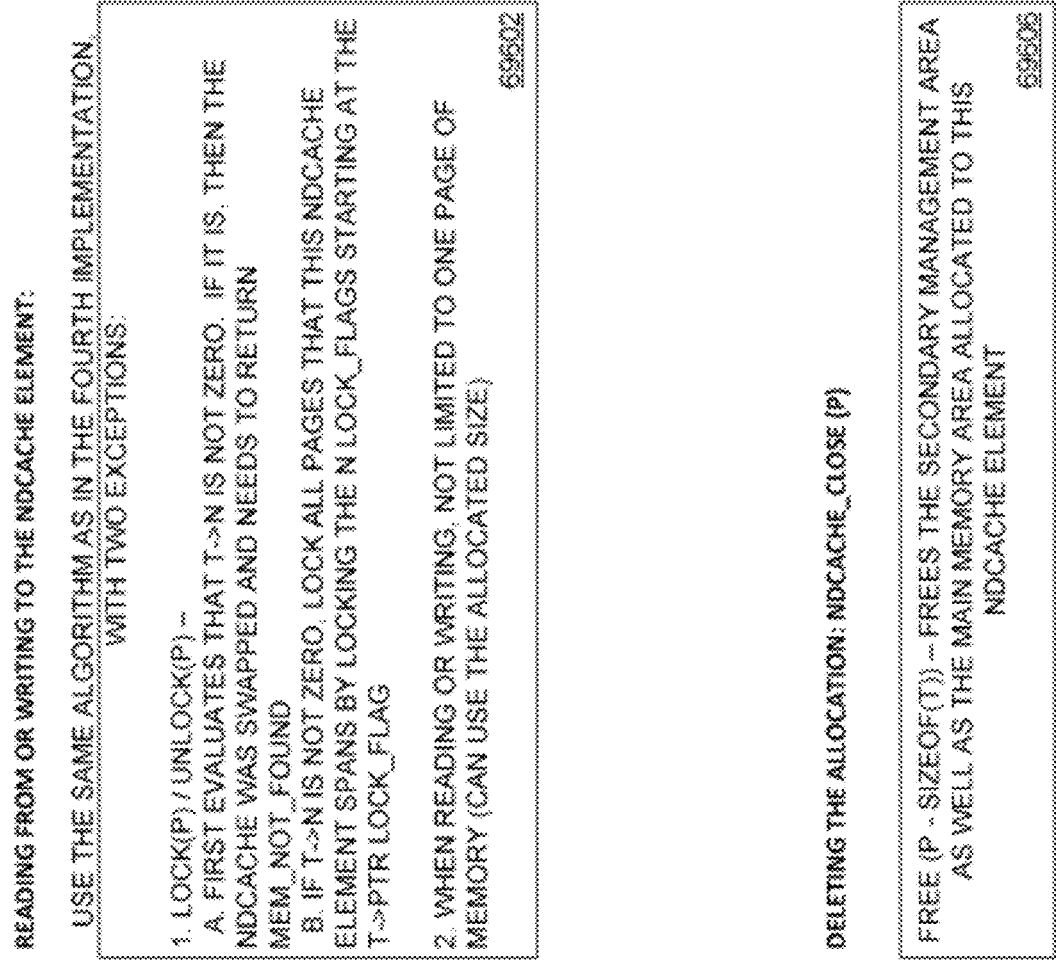 READING FROM OR WRITING TO THE NDCACHE ELEMENT:
USE THE SAME ALGORITHM AS IN THE FOURTH IMPLEMENTATION,
WITH TWO EXCEPTIONS:
1. LOCK(P) / UNLOCK(P) --
A. FIRST EVALUATES THAT T->N IS NOT ZERO. IF IT IS, THEN THE
NDCACHE WAS SWAPPED AND NEEDS TO RETURN
MEM_NOT_FOUND
B. IF T->N IS NOT ZERO, LOCK ALL PAGES THAT THIS NDCACHE
ELEMENT SPANS BY LOCKING THE N LOCK_FLAGS STARTING AT THE
T->PTR LOCK_FLAG
2. WHEN READING OR WRITING, NOT LIMITED TO ONE PAGE OF
MEMORY (CAN USE THE ALLOCATED SIZE)
69602
DELETING THE ALLOCATION: NDCACHE_CLOSE (P)
FREE (P - SIZEOF(T)) -- FREES THE SECONDARY MANAGEMENT AREA
AS WELL AS THE MAIN MEMORY AREA ALLOCATED TO THIS
NDCACHE ELEMENT
69606